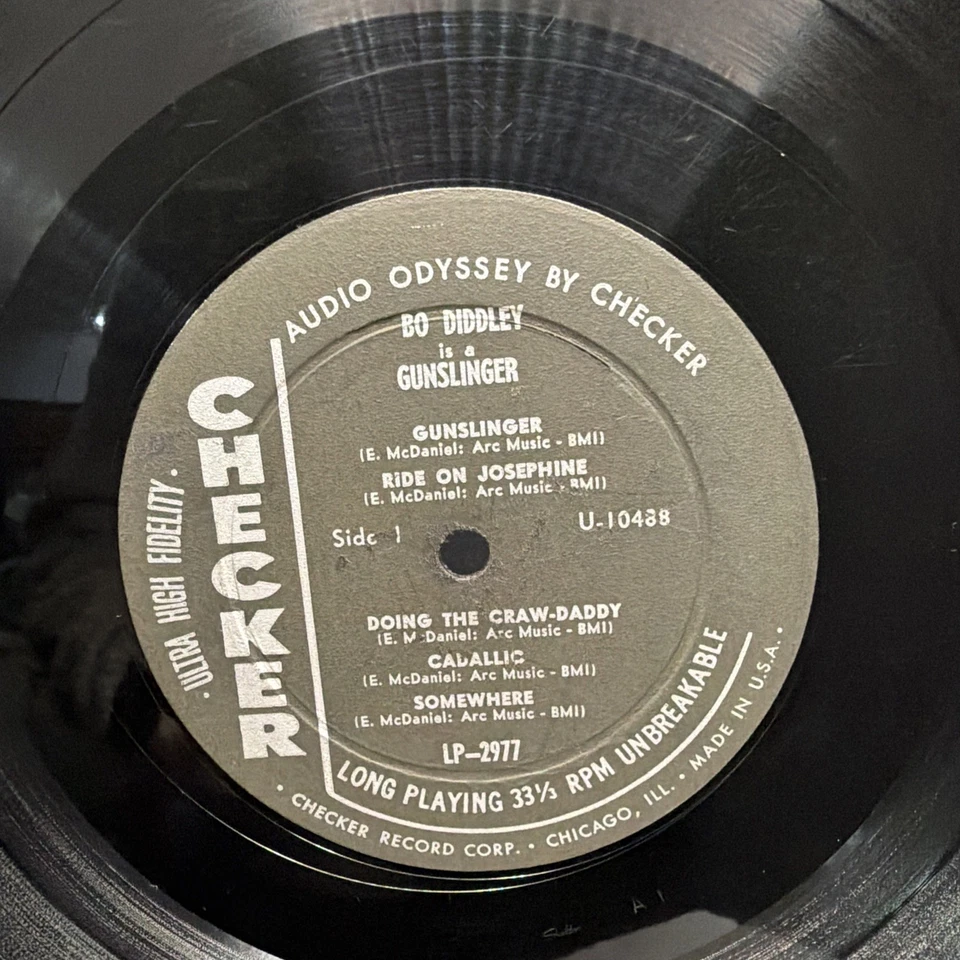 AUDIO ODYSSEY BY CHECKER
BO DIDDLEY
is a
GUNSLINGER
GUNSLINGER
(E. McDaniel: Arc Music - BMI)
RIDE ON JOSEPHINE
(E. McDaniel: Arc Music - BMI)
Side 1
U-10488
DOING THE CRAW-DADDY
(E. McDaniel: Arc Music - BMI)
CADALLIC
(E. McDaniel: Arc Music - BMI)
SOMEWHERE
(E. McDaniel: Arc Music - BMI)
LP-2977
LONG PLAYING 33⅓ RPM UNBREAKABLE
CHECKER
• ULTRA HIGH FIDELITY •
• CHECKER RECORD CORP. • CHICAGO, ILL. • MADE IN U.S.A. •
A 1